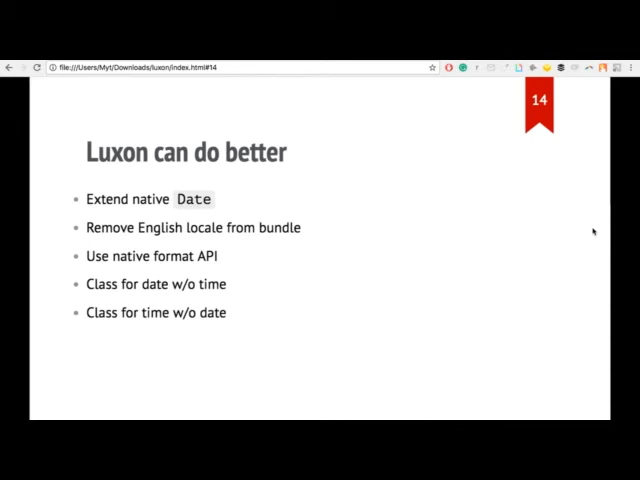 file:///Users/Myt/Downloads/luxon/index.html#14
14
Luxon can do better
Extend native Date
Remove English locale from bundle
Use native format API
Class for date w/o time
Class for time w/o date